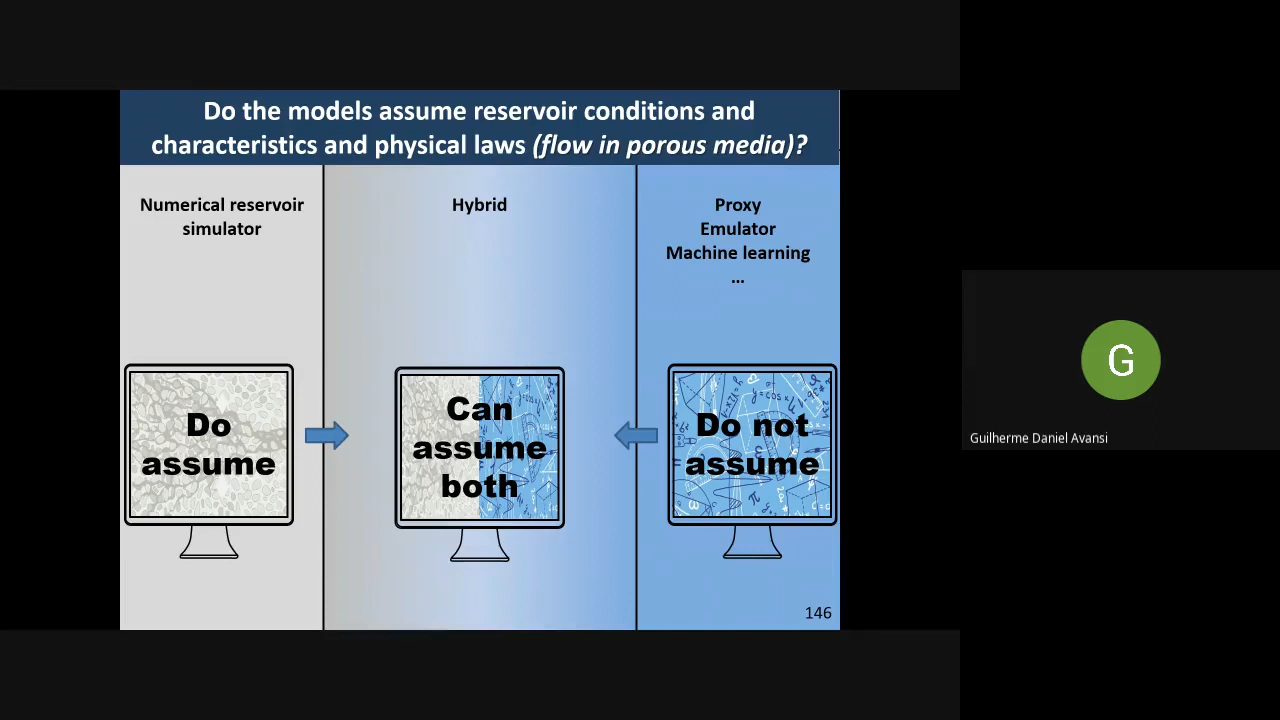 Do the models assume reservoir conditions and
characteristics and physical laws (flow in porous media)?
Numerical reservoir
simulator
Hybrid
Proxy
Emulator
Machine learning
...
Do
assume
Can
assume
both
Do not
assume
146
G
Guilherme Daniel Avansi